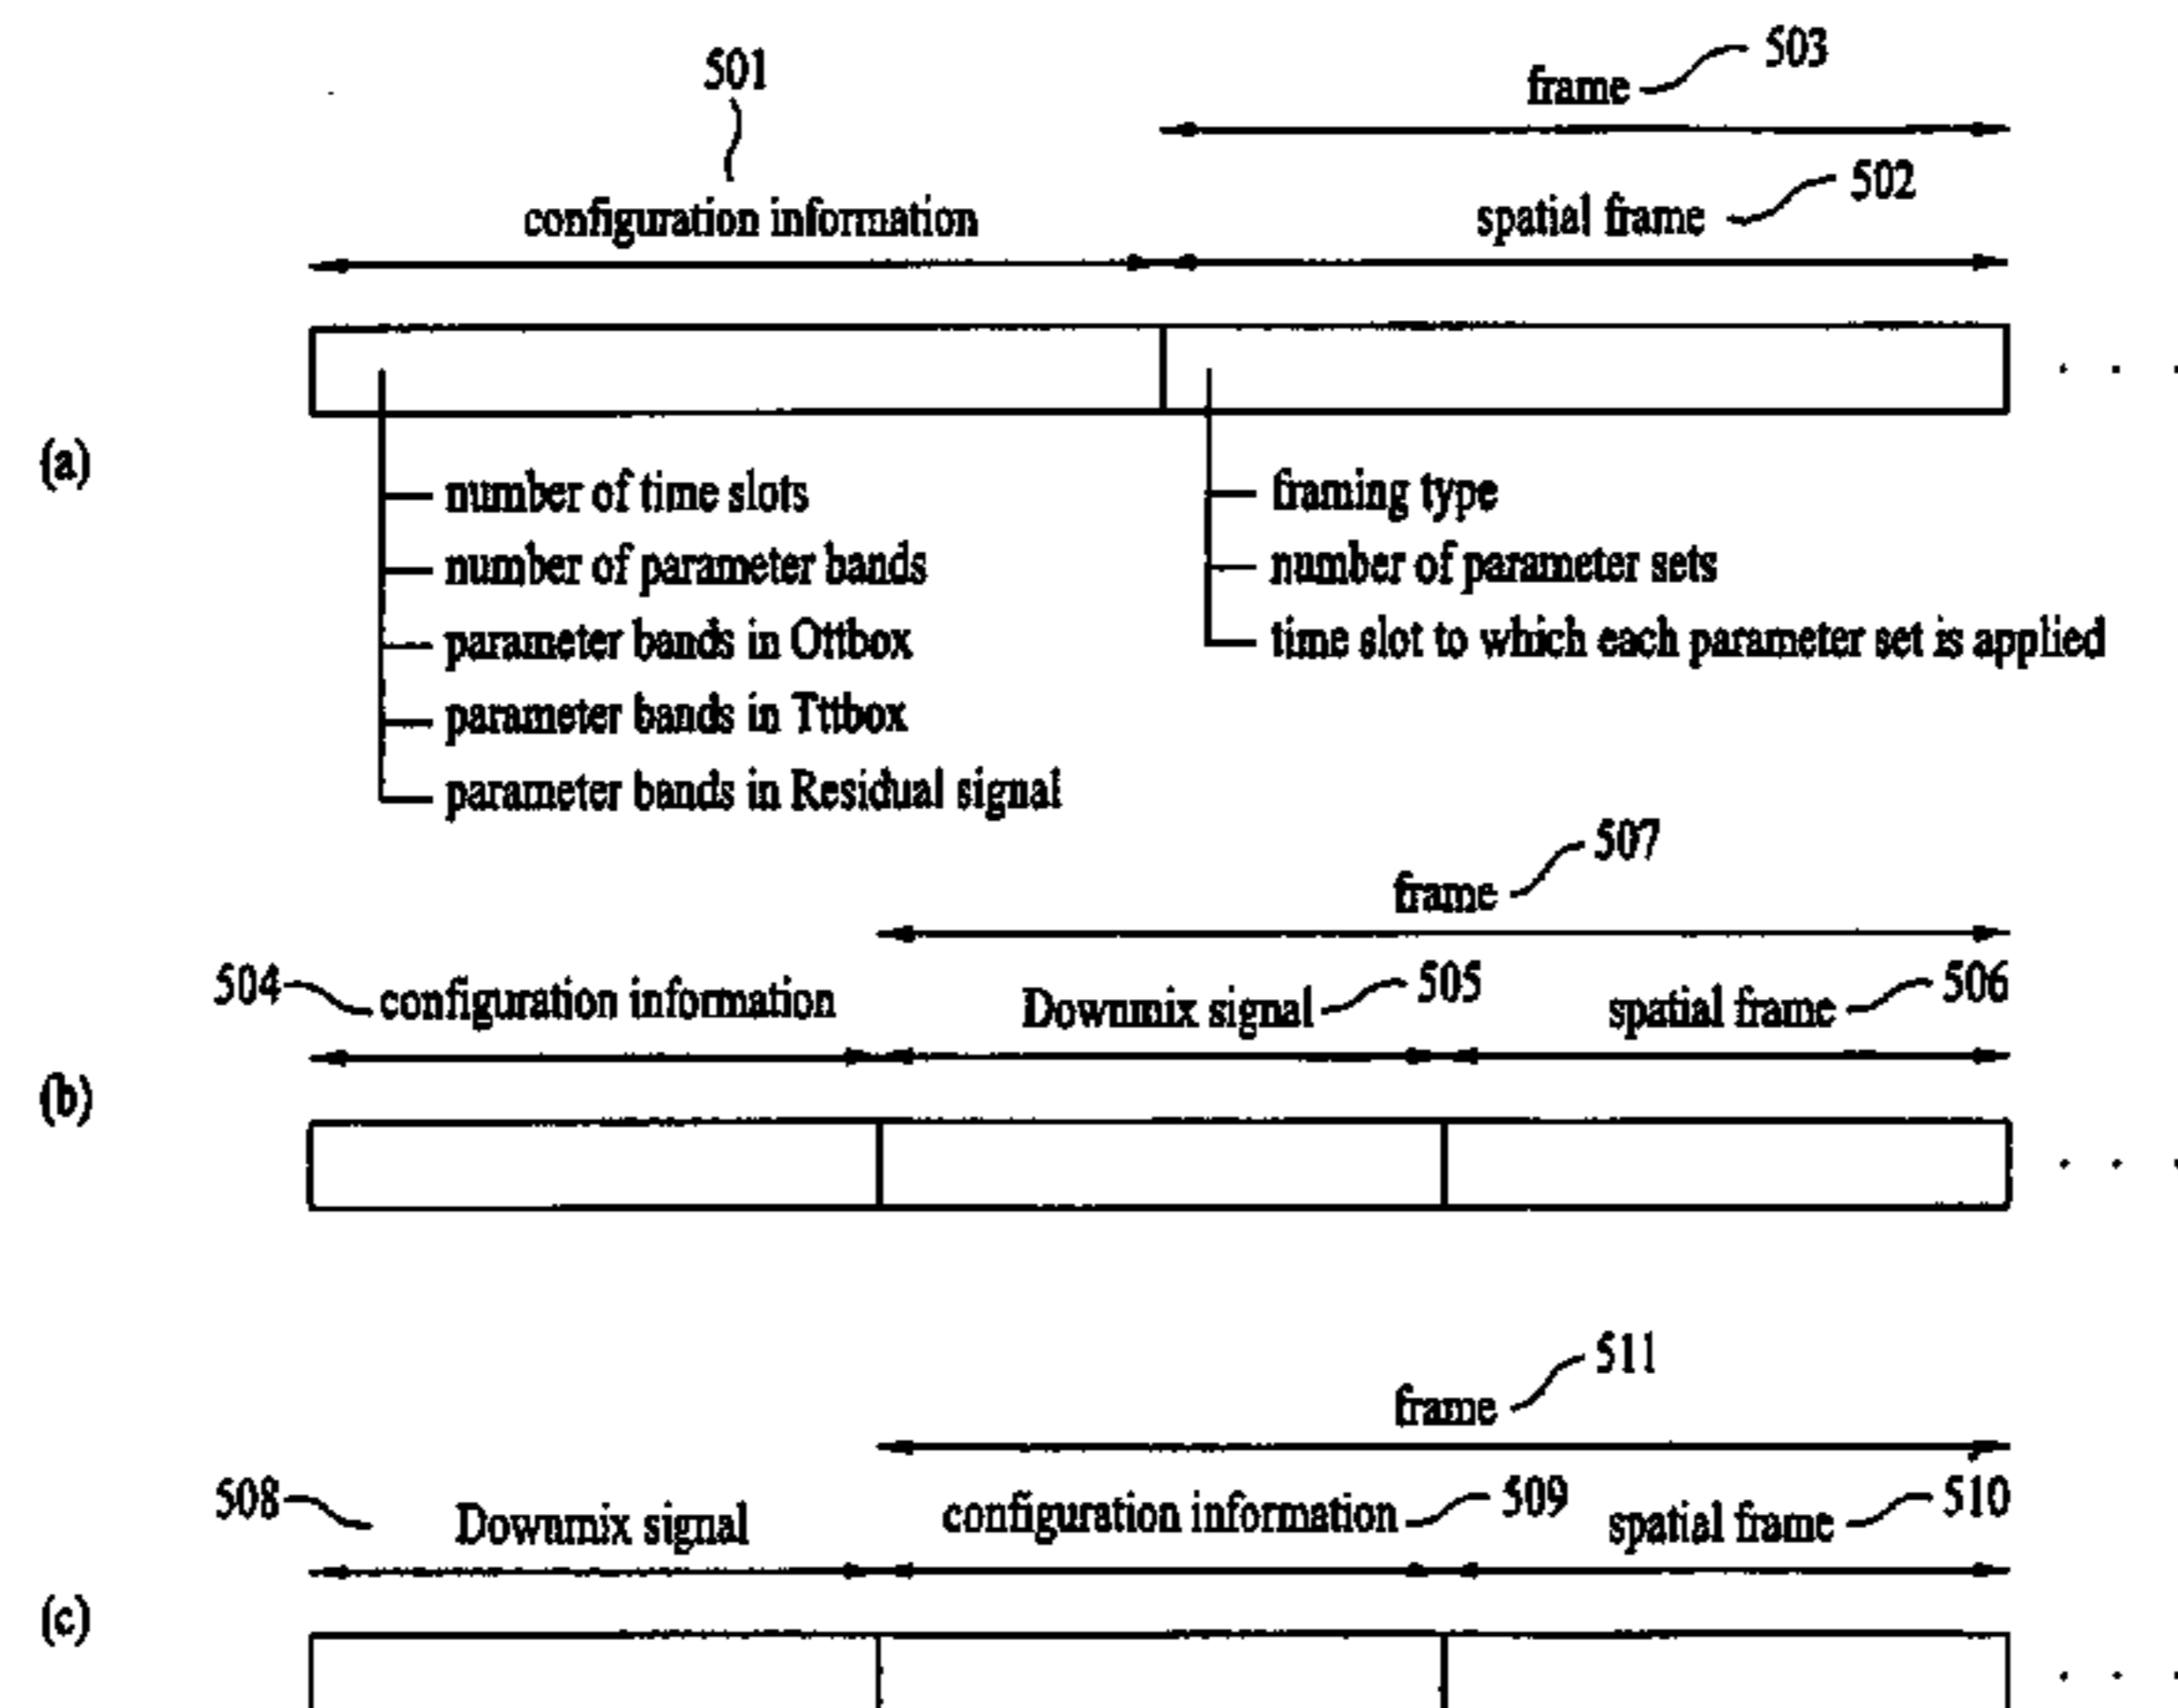 501
frame 503
configuration information
spatial frame 502
(a)
number of time slots
number of parameter bands
parameter bands in Ottbox
parameter bands in Tttbox
parameter bands in Residual signal
framing type
number of parameter sets
time slot to which each parameter set is applied
frame 507
504 configuration information
Downmix signal 505
spatial frame 506
(b)
frame 511
508 Downmix signal
configuration information 509
spatial frame 510
(c)